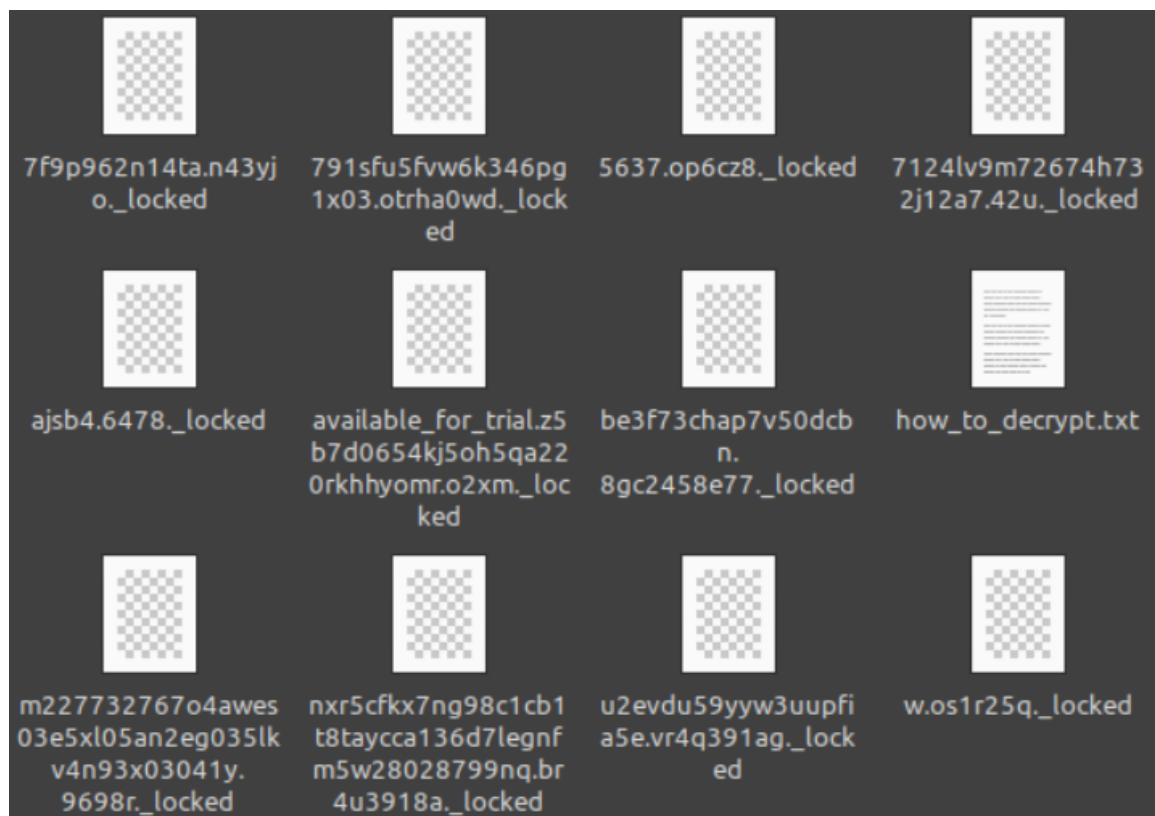 7f9p962n14ta.n43yj
o._locked
791sfu5fvw6k346pg
1x03.otrha0wd._lock
ed
5637.op6cz8._locked
7124lv9m72674h73
2j12a7.42u._locked
ajsb4.6478._locked
available_for_trial.z5
b7d0654kj5oh5qa22
0rkhhyomr.o2xm._loc
ked
be3f73chap7v50dcb
n.
8gc2458e77._locked
how_to_decrypt.txt
m227732767o4awes
03e5xl05an2eg035lk
v4n93x03041y.
9698r._locked
nxr5cfkx7ng98c1cb1
t8taycca136d7legnf
m5w28028799nq.br
4u3918a._locked
u2evdu59yyw3uupfi
a5e.vr4q391ag._lock
ed
w.os1r25q._locked